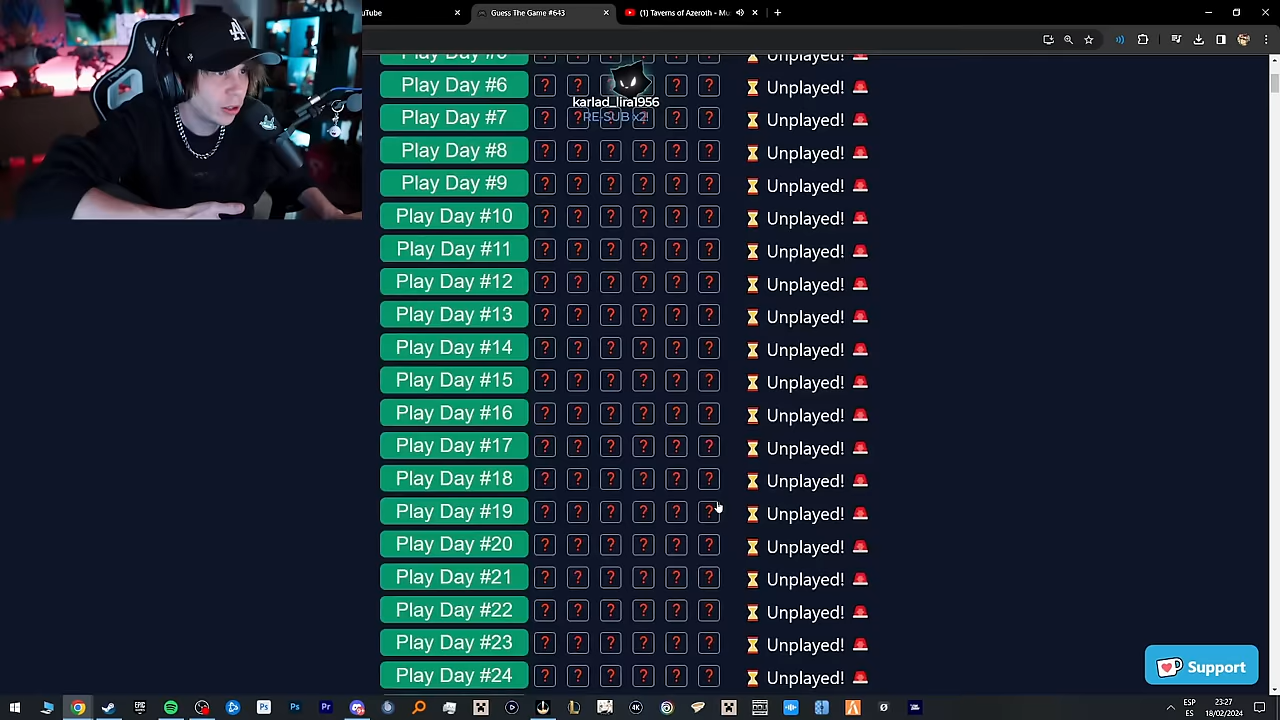 uTube
Guess The Game #643
(1) Taverns of Azeroth - Mu
karlad_lira1956
RE-SUB x2!
Play Day #6 ? ? ? ? ? ? Unplayed!
Play Day #7 ? ? ? ? ? ? Unplayed!
Play Day #8 ? ? ? ? ? ? Unplayed!
Play Day #9 ? ? ? ? ? ? Unplayed!
Play Day #10 ? ? ? ? ? ? Unplayed!
Play Day #11 ? ? ? ? ? ? Unplayed!
Play Day #12 ? ? ? ? ? ? Unplayed!
Play Day #13 ? ? ? ? ? ? Unplayed!
Play Day #14 ? ? ? ? ? ? Unplayed!
Play Day #15 ? ? ? ? ? ? Unplayed!
Play Day #16 ? ? ? ? ? ? Unplayed!
Play Day #17 ? ? ? ? ? ? Unplayed!
Play Day #18 ? ? ? ? ? ? Unplayed!
Play Day #19 ? ? ? ? ? ? Unplayed!
Play Day #20 ? ? ? ? ? ? Unplayed!
Play Day #21 ? ? ? ? ? ? Unplayed!
Play Day #22 ? ? ? ? ? ? Unplayed!
Play Day #23 ? ? ? ? ? ? Unplayed!
Play Day #24 ? ? ? ? ? ? Unplayed!
Support
ESP
ES
23:27
18/02/2024